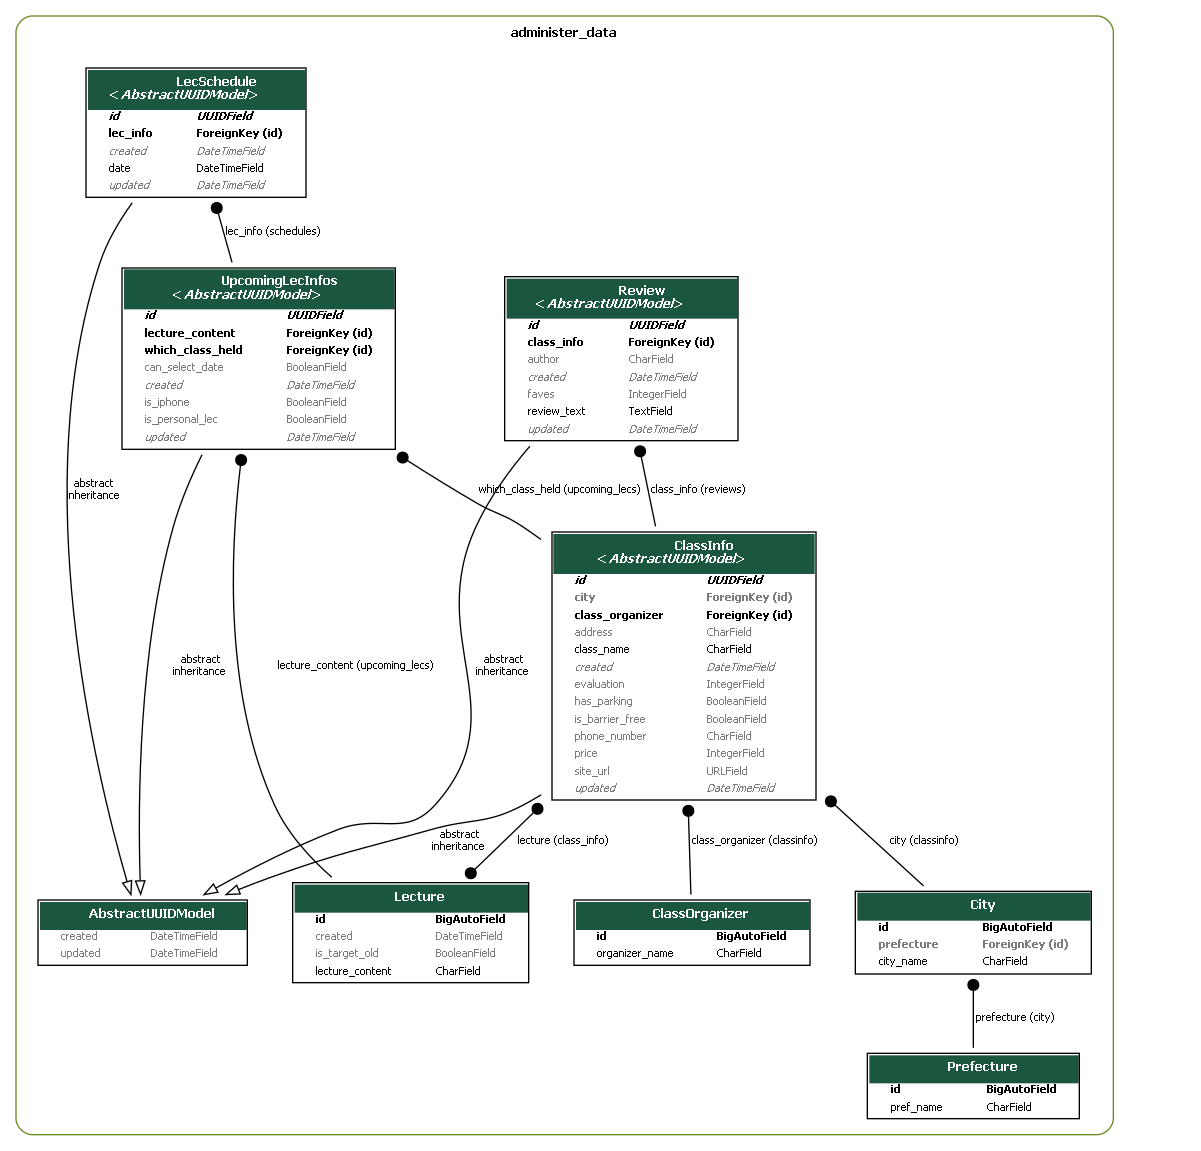 administer_data
LecSchedule
<AbstractUUIDModel>
id UUIDField
lec_info ForeignKey (id)
created DateTimeField
date DateTimeField
updated DateTimeField
lec_info (schedules)
UpcomingLecInfos
<AbstractUUIDModel>
id UUIDField
lecture_content ForeignKey (id)
which_class_held ForeignKey (id)
can_select_date BooleanField
created DateTimeField
is_iphone BooleanField
is_personal_lec BooleanField
updated DateTimeField
Review
<AbstractUUIDModel>
id UUIDField
class_info ForeignKey (id)
author CharField
created DateTimeField
faves IntegerField
review_text TextField
updated DateTimeField
abstract
inheritance
which_class_held (upcoming_lecs)
class_info (reviews)
ClassInfo
<AbstractUUIDModel>
id UUIDField
city ForeignKey (id)
class_organizer ForeignKey (id)
address CharField
class_name CharField
created DateTimeField
evaluation IntegerField
has_parking BooleanField
is_barrier_free BooleanField
phone_number CharField
price IntegerField
site_url URLField
updated DateTimeField
abstract
inheritance
lecture_content (upcoming_lecs)
abstract
inheritance
abstract
inheritance
lecture (class_info)
class_organizer (classinfo)
city (classinfo)
AbstractUUIDModel
created DateTimeField
updated DateTimeField
Lecture
id BigAutoField
created DateTimeField
is_target_old BooleanField
lecture_content CharField
ClassOrganizer
id BigAutoField
organizer_name CharField
City
id BigAutoField
prefecture ForeignKey (id)
city_name CharField
prefecture (city)
Prefecture
id BigAutoField
pref_name CharField